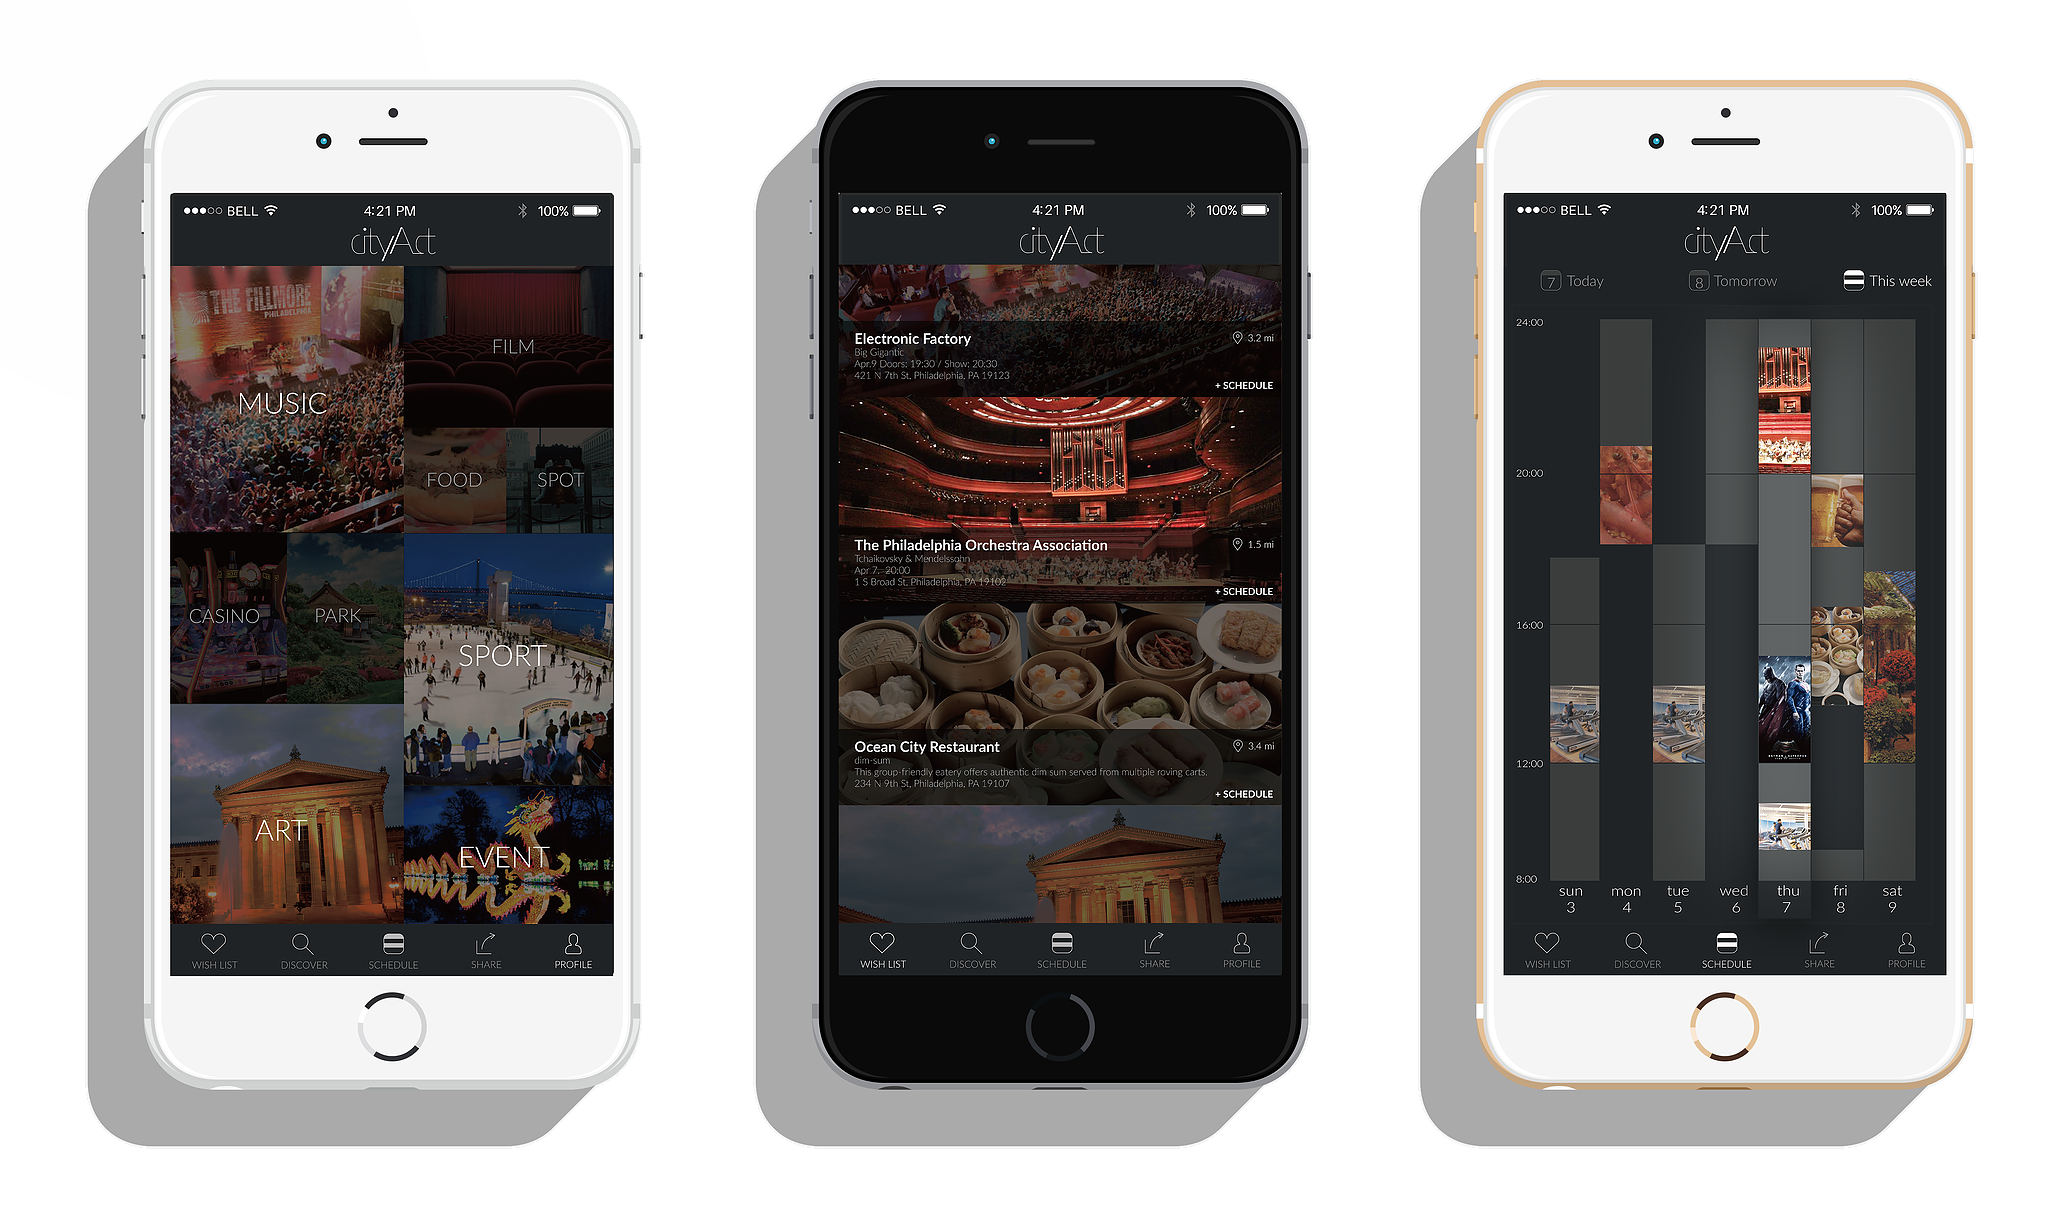 BELL 4:21 PM 100%
cityAct
THE FILLMORE
PHILADELPHIA
FILM
MUSIC
FOOD SPOT
CASINO PARK
SPORT
ART
EVENT
WISH LIST DISCOVER SCHEDULE SHARE PROFILE
BELL 4:21 PM 100%
cityAct
Electronic Factory 3.2 mi
Big Gigantic
Apr.9 Doors: 19:30 / Show: 20:30
421 N 7th St, Philadelphia, PA 19123
+ SCHEDULE
The Philadelphia Orchestra Association 1.5 mi
Tchaikovsky & Mendelssohn
Apr 7. 20:00
1 S Broad St, Philadelphia, PA 19102
+ SCHEDULE
Ocean City Restaurant 3.4 mi
dim-sum
This group-friendly eatery offers authentic dim sum served from multiple roving carts.
234 N 9th St, Philadelphia, PA 19107
+ SCHEDULE
WISH LIST DISCOVER SCHEDULE SHARE PROFILE
BELL 4:21 PM 100%
cityAct
7 Today 8 Tomorrow This week
24:00
20:00
16:00
12:00
8:00
sun mon tue wed thu fri sat
3 4 5 6 7 8 9
WISH LIST DISCOVER SCHEDULE SHARE PROFILE